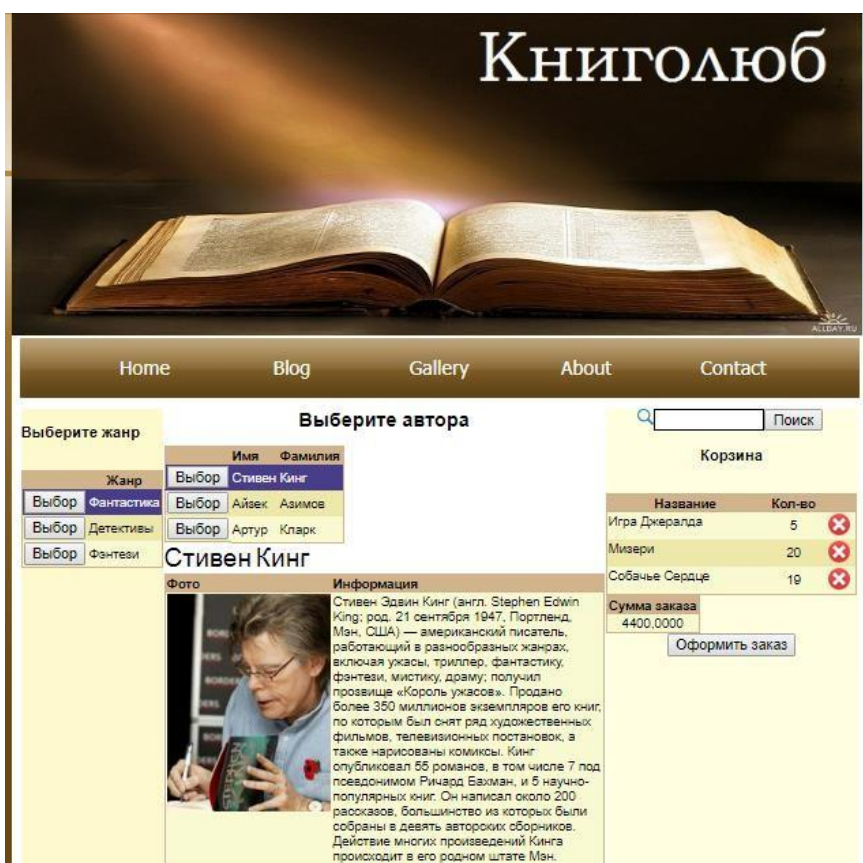 Книголюб
ALLDAY.RU
Home Blog Gallery About Contact
Выберите жанр
Жанр
Выбор Фантастика
Выбор Детективы
Выбор Фэнтези
Выберите автора
Имя Фамилия
Выбор Стивен Кинг
Выбор Айзек Азимов
Выбор Артур Кларк
Стивен Кинг
Фото Информация
Стивен Эдвин Кинг (англ. Stephen Edwin
King; род. 21 сентября 1947, Портленд,
Мэн, США) — американский писатель,
работающий в разнообразных жанрах,
включая ужасы, триллер, фантастику,
фэнтези, мистику, драму; получил
прозвище «Король ужасов». Продано
более 350 миллионов экземпляров его книг,
по которым был снят ряд художественных
фильмов, телевизионных постановок, а
также нарисованы комиксы. Кинг
опубликовал 55 романов, в том числе 7 под
псевдонимом Ричард Бахман, и 5 научно-
популярных книг. Он написал около 200
рассказов, большинство из которых были
собраны в девять авторских сборников.
Действие многих произведений Кинга
происходит в его родном штате Мэн.
Поиск
Корзина
Название Кол-во
Игра Джералда 5
Мизери 20
Собачье Сердце 19
Сумма заказа
4400,0000
Оформить заказ